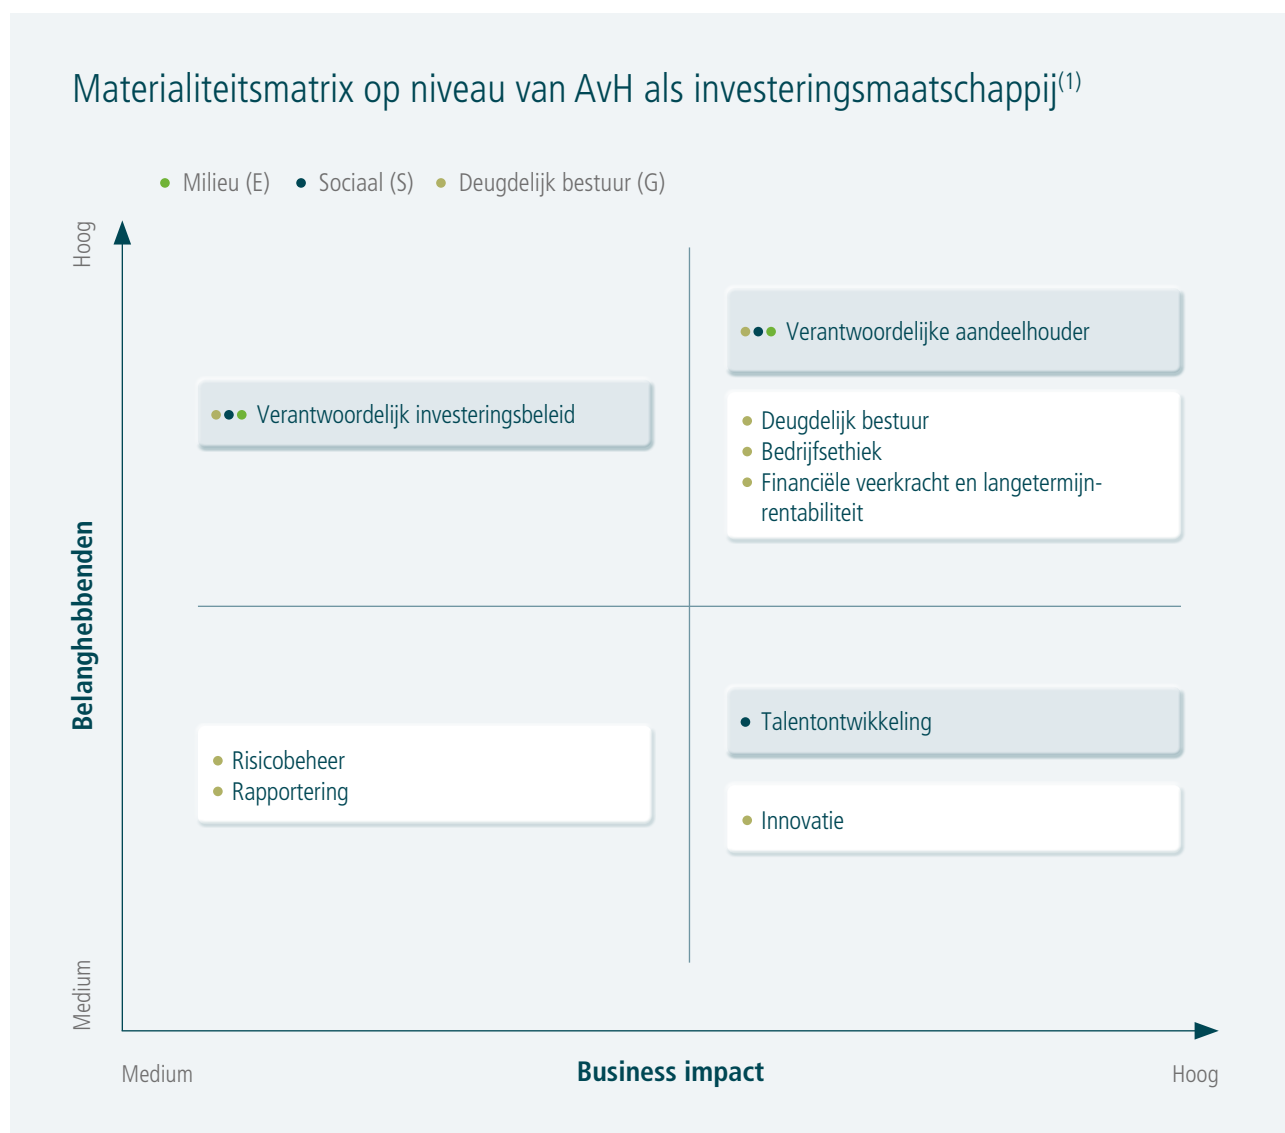 Materialiteitsmatrix op niveau van AvH als investeringsmaatschappij(1)
Milieu (E) Sociaal (S) Deugdelijk bestuur (G)
Hoog
Verantwoordelijke aandeelhouder
Verantwoordelijk investeringsbeleid
Deugdelijk bestuur
Bedrijfsethiek
Financiële veerkracht en langetermijn-
rentabiliteit
Belanghebbenden
Talentontwikkeling
Risicobeheer
Rapportering
Innovatie
Medium
Medium
Business impact
Hoog